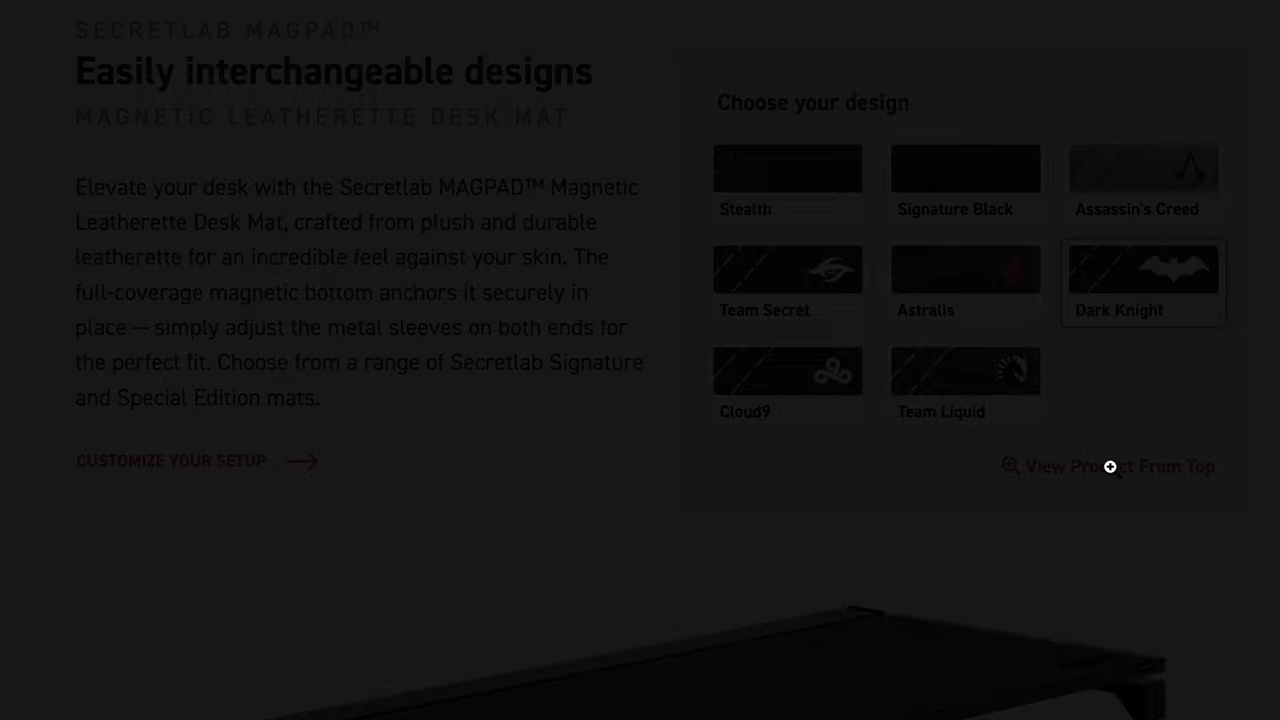 SECRETLAB MAGPAD™
Easily interchangeable designs
MAGNETIC LEATHERETTE DESK MAT
Elevate your desk with the Secretlab MAGPAD™ Magnetic
Leatherette Desk Mat, crafted from plush and durable
leatherette for an incredible feel against your skin. The
full-coverage magnetic bottom anchors it securely in
place — simply adjust the metal sleeves on both ends for
the perfect fit. Choose from a range of Secretlab Signature
and Special Edition mats.
CUSTOMIZE YOUR SETUP
Choose your design
Stealth
Signature Black
Assassin's Creed
Team Secret
Astralis
Dark Knight
Cloud9
Team Liquid
View Product From Top